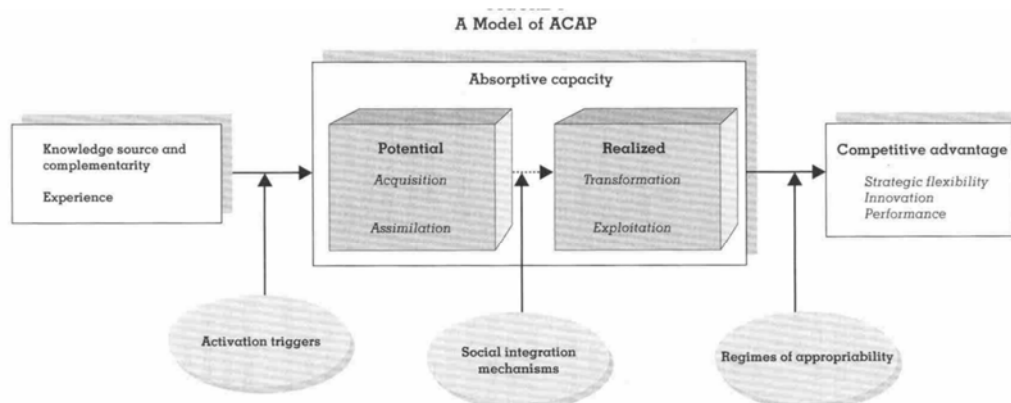 A Model of ACAP
Absorptive capacity
Knowledge source and
complementarity
Experience
Potential
Acquisition
Assimilation
Realized
Transformation
Exploitation
Competitive advantage
Strategic flexibility
Innovation
Performance
Activation triggers
Social integration
mechanisms
Regimes of appropriability